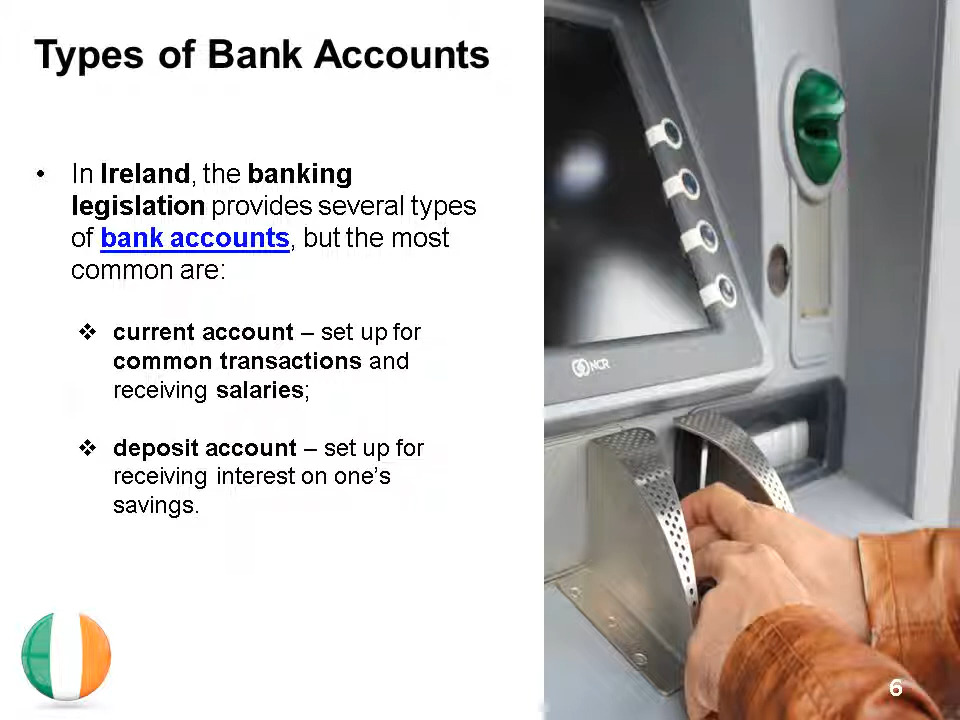 Types of Bank Accounts
• In Ireland, the banking
legislation provides several types
of bank accounts, but the most
common are:
❖ current account – set up for
common transactions and
receiving salaries;
❖ deposit account – set up for
receiving interest on one’s
savings.
NCR
6